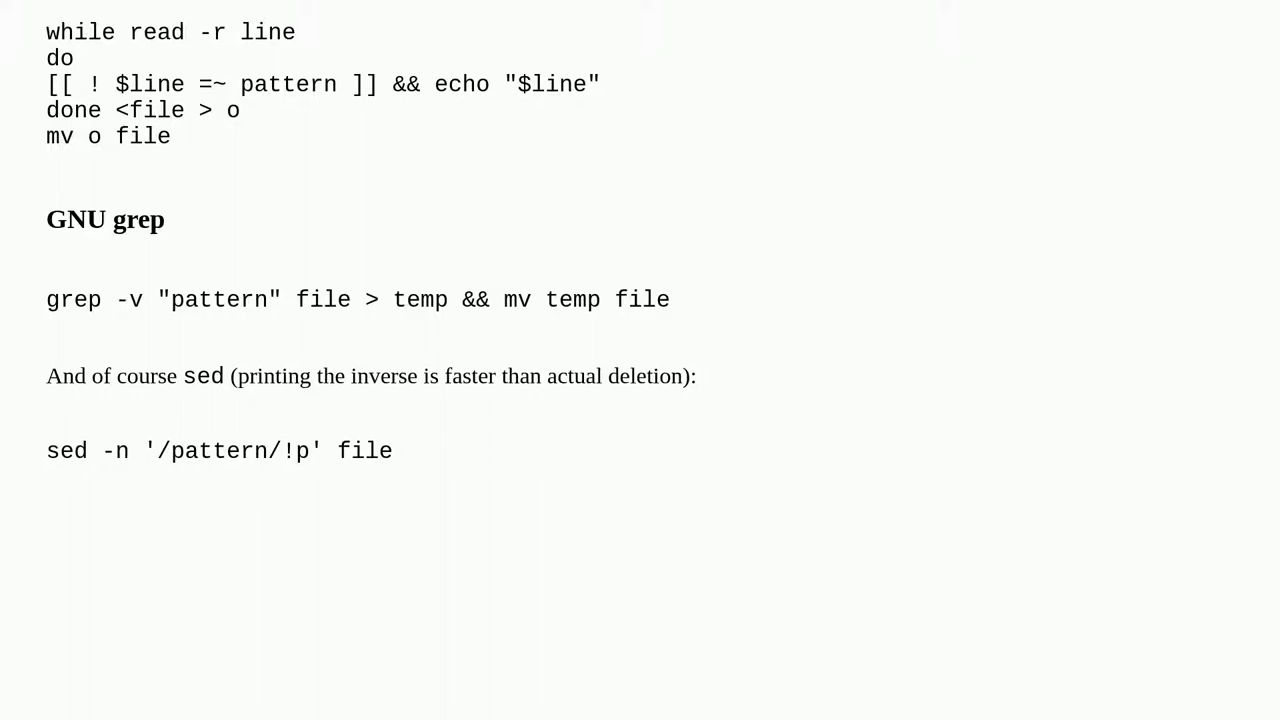 while read -r line
do
[[ ! $line =~ pattern ]] && echo "$line"
done <file > o
mv o file
GNU grep
grep -v "pattern" file > temp && mv temp file
And of course sed (printing the inverse is faster than actual deletion):
sed -n '/pattern/!p' file